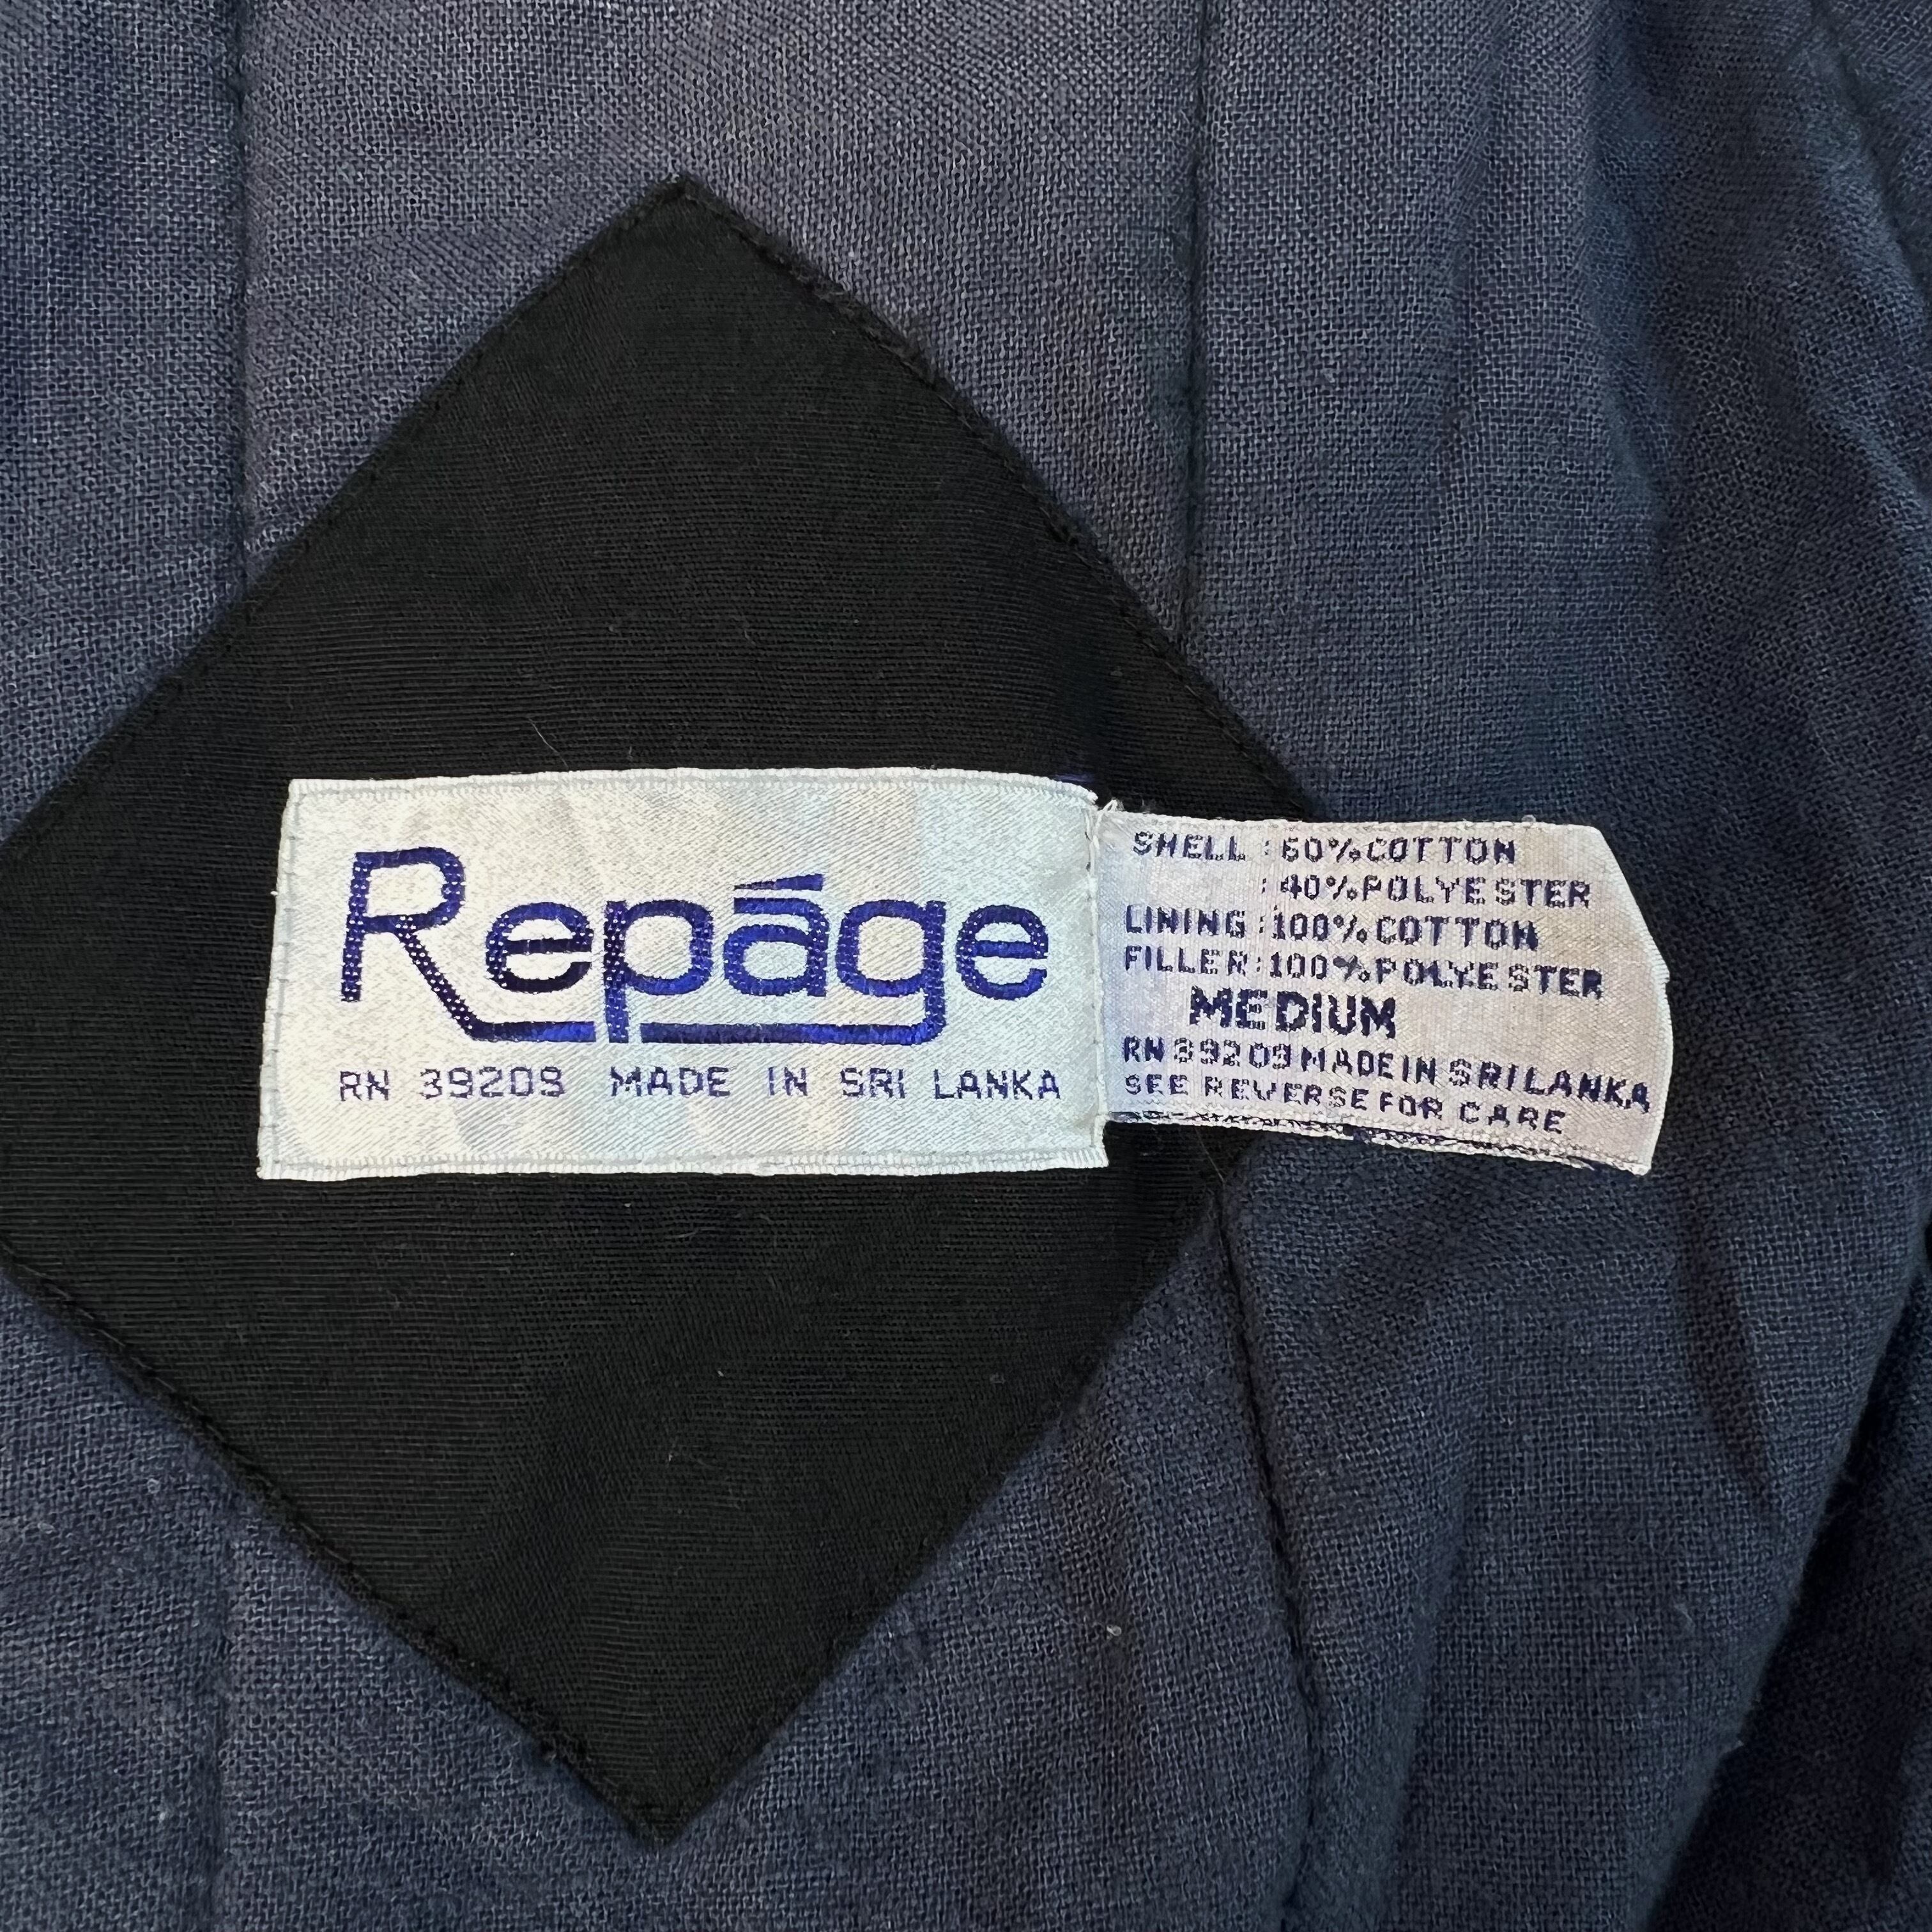 Repáge
RN 39209 MADE IN SRI LANKA
SHELL : 60% COTTON
: 40% POLYESTER
LINING : 100% COTTON
FILLER : 100% POLYESTER
MEDIUM
RN 39209 MADE IN SRI LANKA
SEE REVERSE FOR CARE